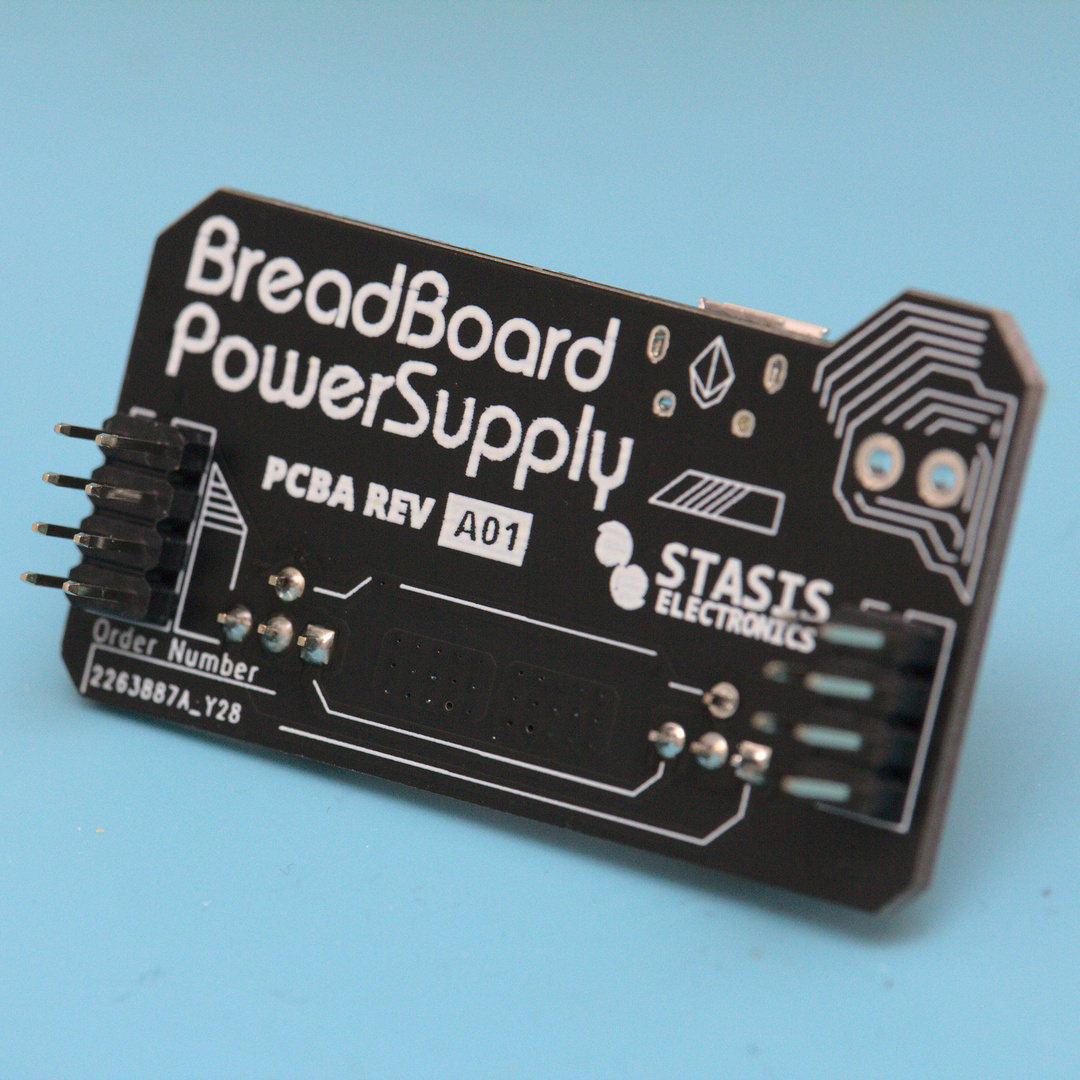 BreadBoard
PowerSupply
PCBA REV A01
STASIS
ELECTRONICS
Order Number
2263887A_Y28